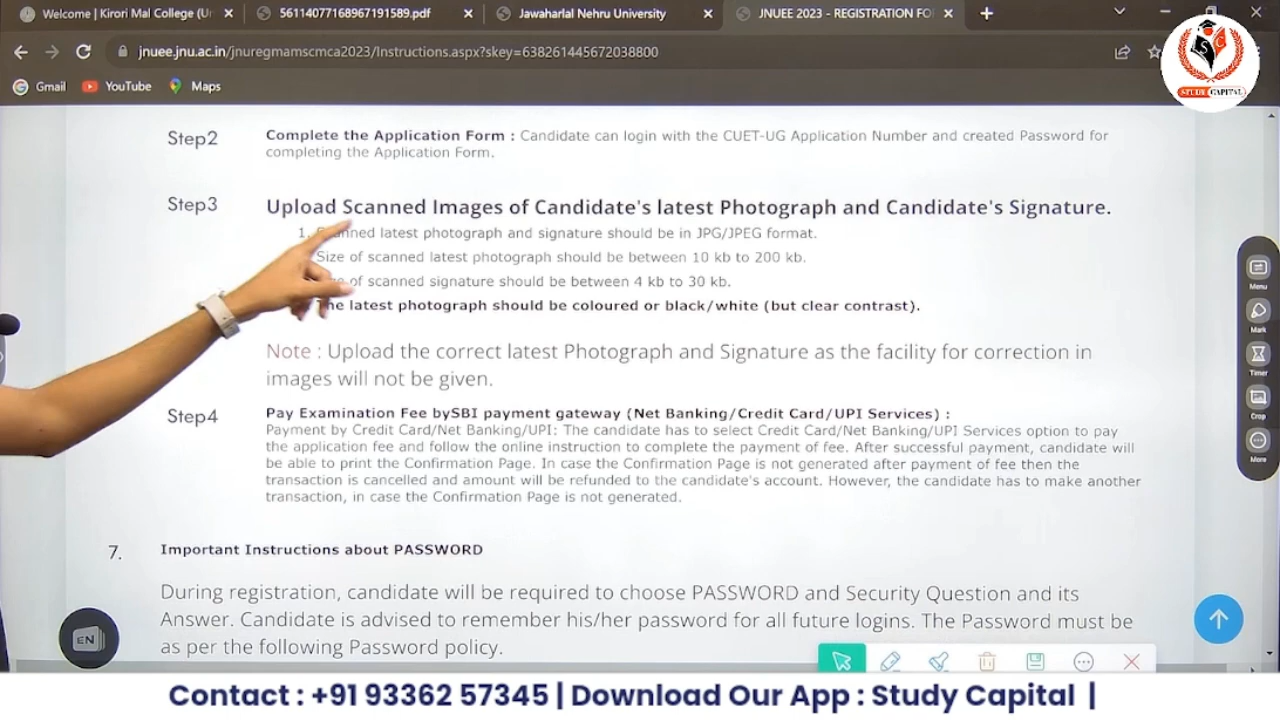 Welcome | Kirori Mal College (Ur
56114077168967191589.pdf
Jawaharlal Nehru University
JNUEE 2023 - REGISTRATION FO
jnuee.jnu.ac.in/jnuregmamscmca2023/Instructions.aspx?skey=638261445672038800
Gmail YouTube Maps
STUDY CAPITAL
Step2 Complete the Application Form : Candidate can login with the CUET-UG Application Number and created Password for
completing the Application Form.
Step3 Upload Scanned Images of Candidate's latest Photograph and Candidate's Signature.
1. Scanned latest photograph and signature should be in JPG/JPEG format.
Size of scanned latest photograph should be between 10 kb to 200 kb.
of scanned signature should be between 4 kb to 30 kb.
The latest photograph should be coloured or black/white (but clear contrast).
Note : Upload the correct latest Photograph and Signature as the facility for correction in
images will not be given.
Step4 Pay Examination Fee bySBI payment gateway (Net Banking/Credit Card/UPI Services) :
Payment by Credit Card/Net Banking/UPI: The candidate has to select Credit Card/Net Banking/UPI Services option to pay
the application fee and follow the online instruction to complete the payment of fee. After successful payment, candidate will
be able to print the Confirmation Page. In case the Confirmation Page is not generated after payment of fee then the
transaction is cancelled and amount will be refunded to the candidate's account. However, the candidate has to make another
transaction, in case the Confirmation Page is not generated.
7. Important Instructions about PASSWORD
During registration, candidate will be required to choose PASSWORD and Security Question and its
Answer. Candidate is advised to remember his/her password for all future logins. The Password must be
as per the following Password policy.
Menu
Mark
Timer
Crop
More
EN
Contact : +91 93362 57345 | Download Our App : Study Capital |